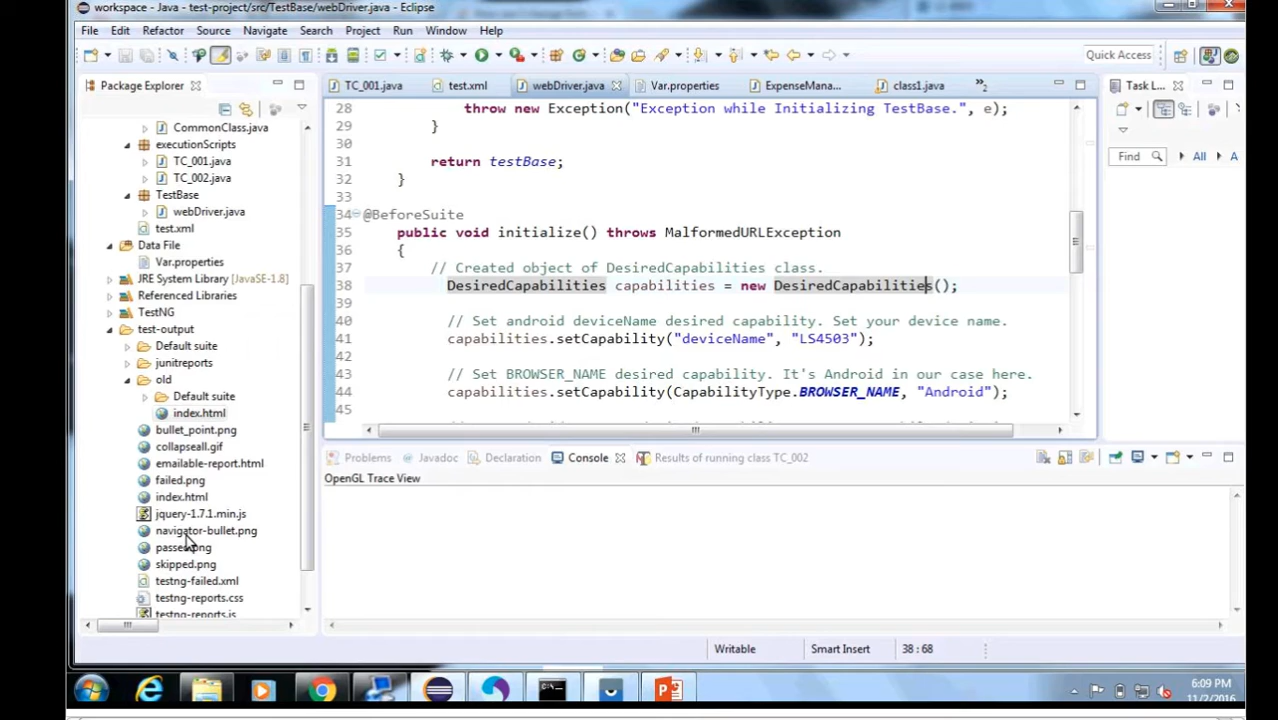 workspace - Java - test-project/src/TestBase/webDriver.java - Eclipse
File Edit Refactor Source Navigate Search Project Run Window Help
Quick Access
Package Explorer
CommonClass.java
executionScripts
TC_001.java
TC_002.java
TestBase
webDriver.java
test.xml
Data File
Var.properties
JRE System Library [JavaSE-1.8]
Referenced Libraries
TestNG
test-output
Default suite
junitreports
old
Default suite
index.html
bullet_point.png
collapseall.gif
emailable-report.html
failed.png
index.html
jquery-1.7.1.min.js
navigator-bullet.png
passed.png
skipped.png
testng-failed.xml
testng-reports.css
testng-reports.js
TC_001.java test.xml webDriver.java Var.properties ExpenseMana... class1.java »2
28 throw new Exception("Exception while Initializing TestBase.", e);
29 }
30
31 return testBase;
32 }
33
34 @BeforeSuite
35 public void initialize() throws MalformedURLException
36 {
37 // Created object of DesiredCapabilities class.
38 DesiredCapabilities capabilities = new DesiredCapabilities();
39
40 // Set android deviceName desired capability. Set your device name.
41 capabilities.setCapability("deviceName", "LS4503");
42
43 // Set BROWSER_NAME desired capability. It's Android in our case here.
44 capabilities.setCapability(CapabilityType.BROWSER_NAME, "Android");
45
Task L...
Find All A
Problems Javadoc Declaration Console Results of running class TC_002
OpenGL Trace View
Writable Smart Insert 38 : 68
6:09 PM
11/2/2016